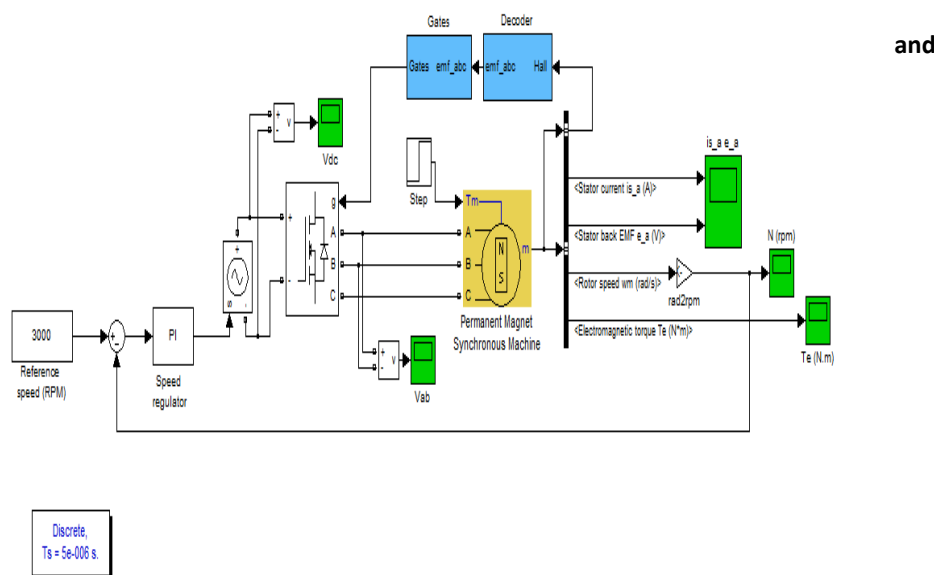 Gates
Decoder
and
Gates emf_abc
emf_abc Hall
+
-
v
Vdc
Step
is_a e_a
<Stator current is_a (A)>
g
+
-
A
B
C
Tm
A
B
C
m
N
S
<Stator back EMF e_a (V)>
N (rpm)
+
s
-
<Rotor speed wm (rad/s)>
rad2rpm
Permanent Magnet
Synchronous Machine
<Electromagnetic torque Te (N*m)>
Te (N.m)
3000
+
-
PI
Reference
speed (RPM)
Speed
regulator
+
-
v
Vab
Discrete,
Ts = 5e-006 s.